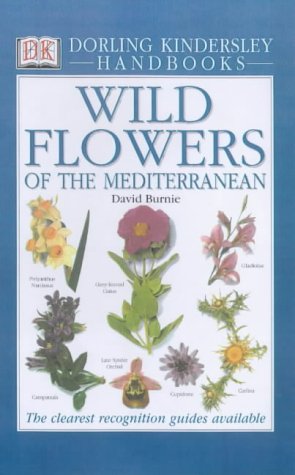 DK
DORLING KINDERSLEY
HANDBOOKS
WILD
FLOWERS
OF THE MEDITERRANEAN
David Burnie
Polyanthus
Narcissus
Grey-leaved
Cistus
Gladiolus
Campanula
Late Spider
Orchid
Cupidone
Carlina
The clearest recognition guides available